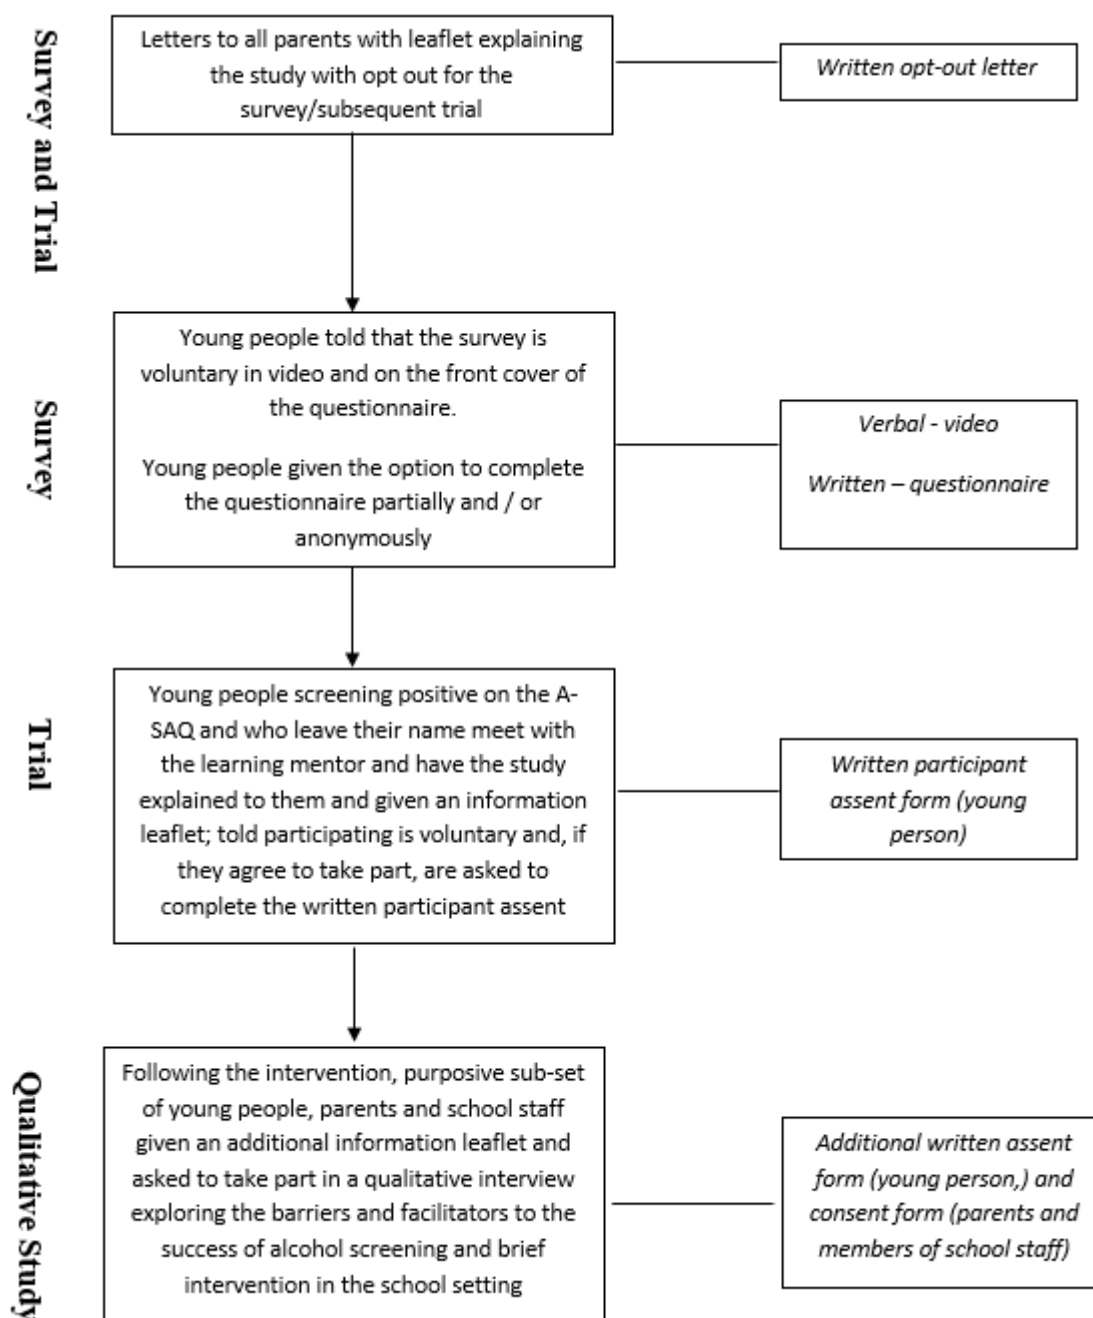 Survey and Trial
Letters to all parents with leaflet explaining
the study with opt out for the
survey/subsequent trial
Written opt-out letter
Survey
Young people told that the survey is
voluntary in video and on the front cover of
the questionnaire.
Young people given the option to complete
the questionnaire partially and / or
anonymously
Verbal - video
Written – questionnaire
Trial
Young people screening positive on the A-
SAQ and who leave their name meet with
the learning mentor and have the study
explained to them and given an information
leaflet; told participating is voluntary and, if
they agree to take part, are asked to
complete the written participant assent
Written participant
assent form (young
person)
Qualitative Study
Following the intervention, purposive sub-set
of young people, parents and school staff
given an additional information leaflet and
asked to take part in a qualitative interview
exploring the barriers and facilitators to the
success of alcohol screening and brief
intervention in the school setting
Additional written assent
form (young person,) and
consent form (parents and
members of school staff)